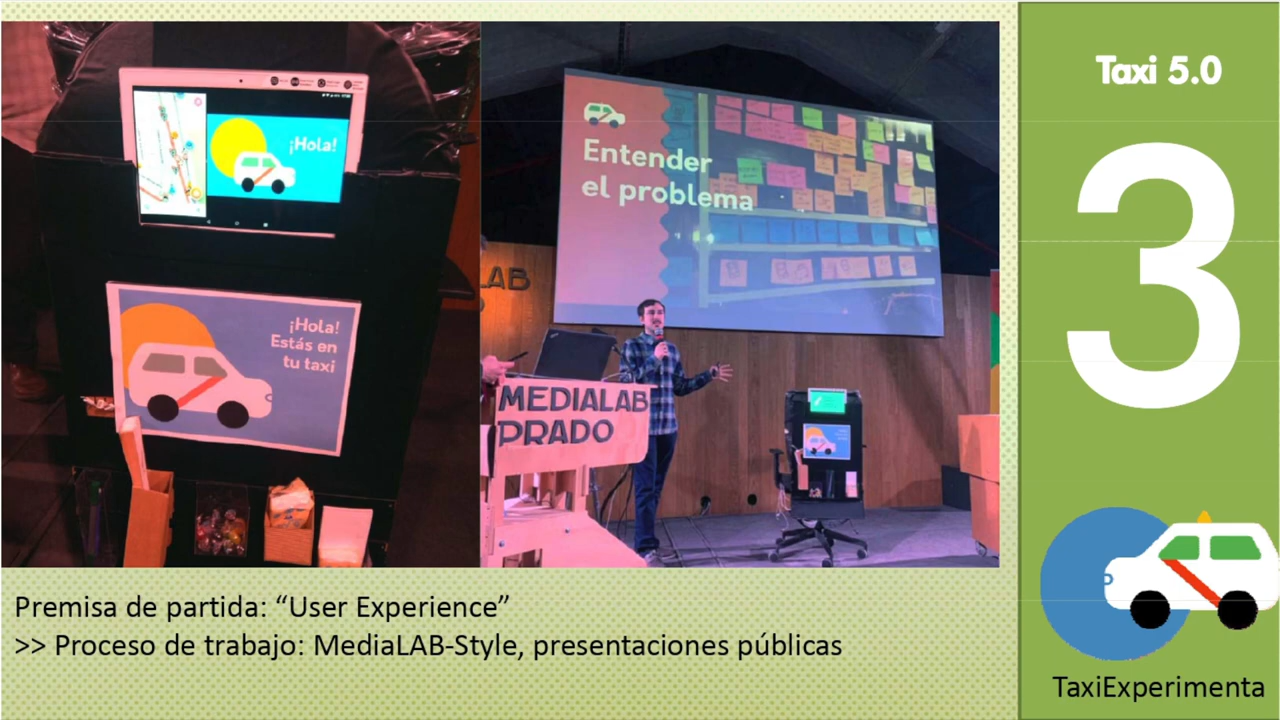 ¡Hola!
¡Hola!
Estás en
tu taxi
Entender
el problema
LAB
MEDIALAB
PRADO
Premisa de partida: “User Experience”
>> Proceso de trabajo: MediaLAB-Style, presentaciones públicas
Taxi 5.0
3
TaxiExperimenta